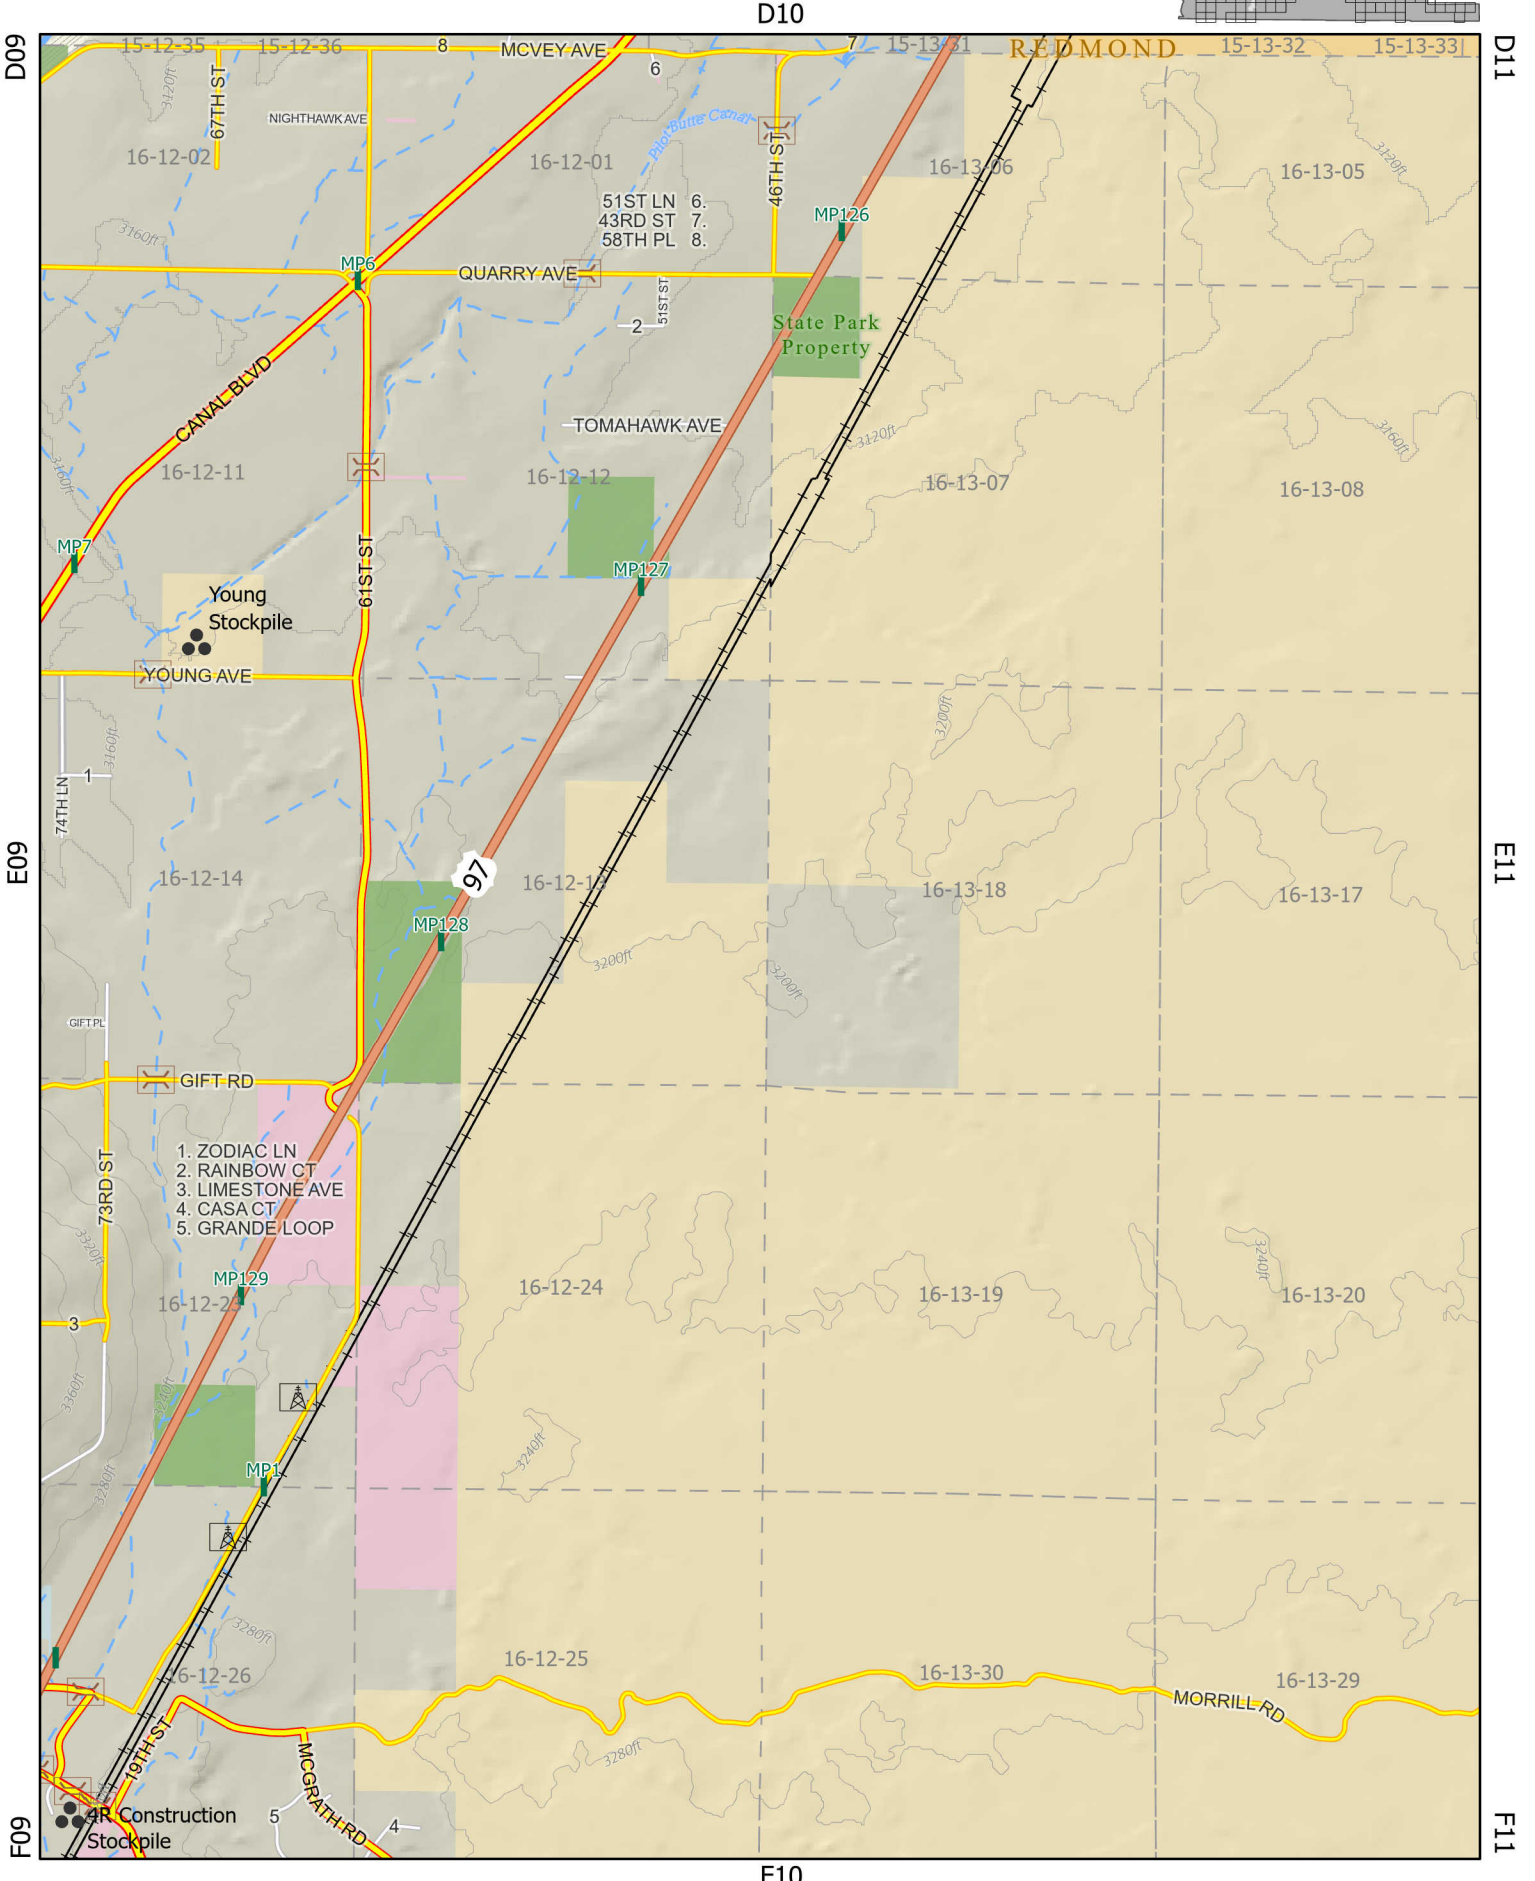 D10
D09
D11
15-12-35
15-12-36
8
MCVEY AVE
7
15-13-31
REDMOND
15-13-32
15-13-33
6
3120ft
67TH ST
NIGHTHAWK AVE
Pilot Butte Canal
46TH ST
16-12-02
16-12-01
16-13-06
16-13-05
3120ft
51ST LN 6.
43RD ST 7.
58TH PL 8.
MP126
3160ft
MP6
QUARRY AVE
51ST ST
2
State Park
Property
CANAL BLVD
TOMAHAWK AVE
3120ft
3160ft
3160ft
16-12-11
16-12-12
16-13-07
16-13-08
MP7
61ST ST
MP127
Young
Stockpile
YOUNG AVE
3200ft
3160ft
74TH LN
1
E09
E11
97
16-12-14
16-12-13
16-13-18
16-13-17
MP128
3200ft
3200ft
GIFT PL
GIFT RD
1. ZODIAC LN
2. RAINBOW CT
3. LIMESTONE AVE
4. CASA CT
5. GRANDE LOOP
73RD ST
3320ft
3240ft
MP129
16-12-23
16-12-24
16-13-19
16-13-20
3
3360ft
3240ft
3240ft
MP1
3280ft
3280ft
16-12-26
16-12-25
16-13-30
16-13-29
MORRILL RD
19TH ST
3280ft
MCGRATH RD
5
4
4R Construction
Stockpile
F09
F11
F10